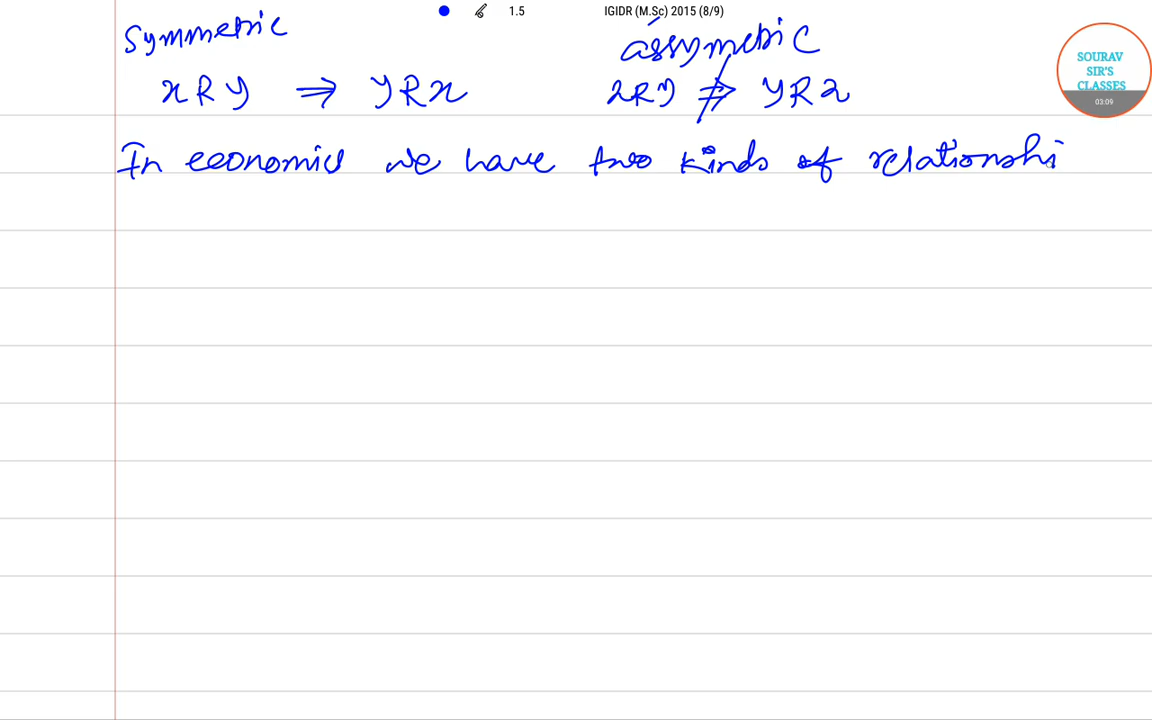 1.5 IGIDR (M.Sc) 2015 (8/9)
Symmetric assymetric
xRy ⇒ yRx xRy ⇏ yRx
In economics we have two kinds of relationshi
SOURAV
SIR'S
CLASSES
03:09